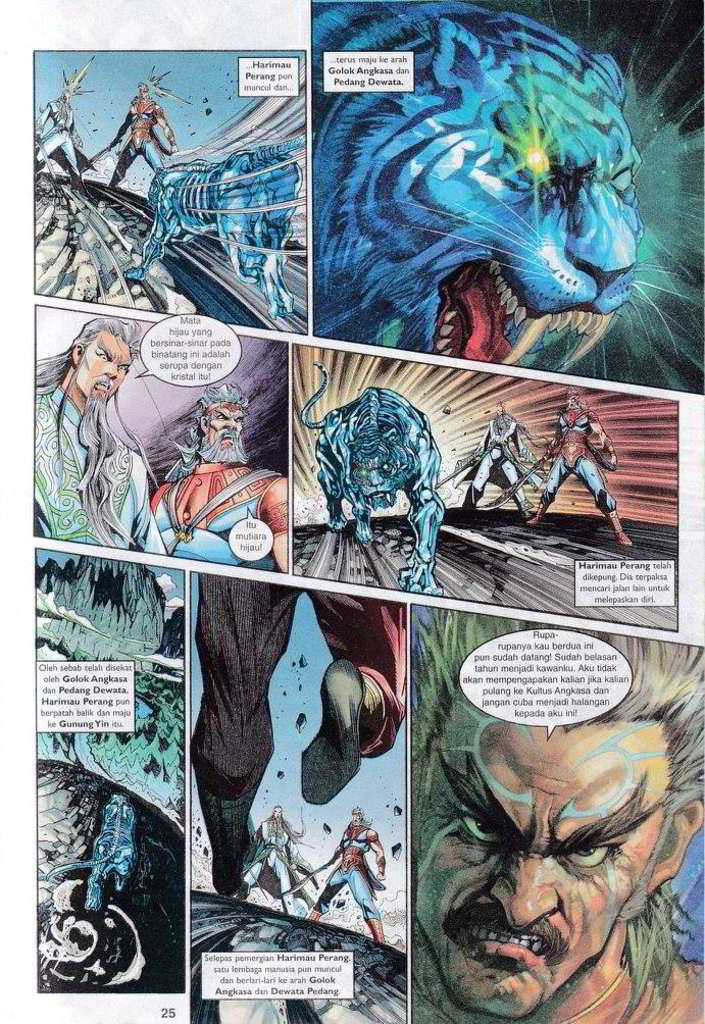 ...Harimau
Perang pun
muncul dan...
...terus maju ke arah
Golok Angkasa dan
Pedang Dewata.
Mata
hijau yang
bersinar-sinar pada
binatang ini adalah
serupa dengan
kristal itu!
Itu
mutiara
hijau!
Harimau Perang telah
dikepung. Dia terpaksa
mencari jalan lain untuk
melepaskan diri.
Oleh sebab telah disekat
oleh Golok Angkasa
dan Pedang Dewata,
Harimau Perang pun
berpatah balik dan maju
ke Gunung Yin itu.
Selepas pemergian Harimau Perang,
satu lembaga manusia pun muncul
dan berlari-lari ke arah Golok
Angkasa dan Dewata Pedang.
Rupa-
rupanya kau berdua ini
pun sudah datang! Sudah belasan
tahun menjadi kawanku. Aku tidak
akan mempengapakan kalian jika kalian
pulang ke Kultus Angkasa dan
jangan cuba menjadi halangan
kepada aku ini!
25